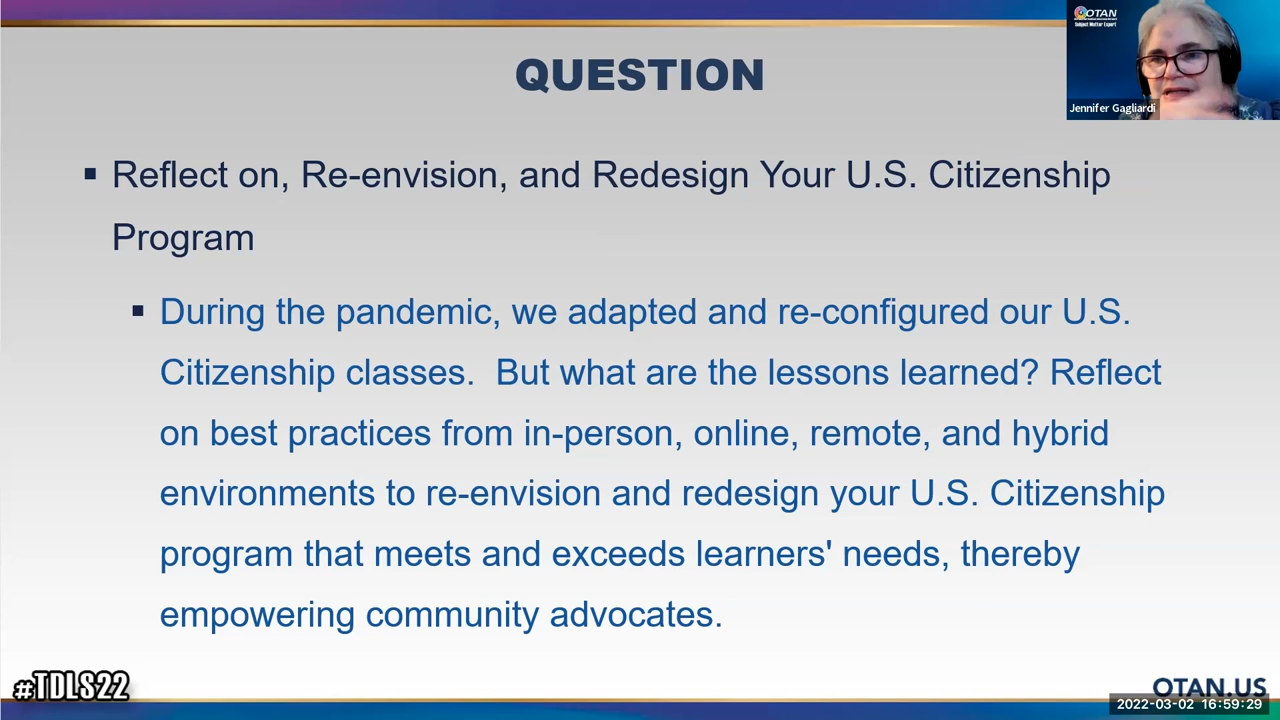 OTAN
Subject Matter Expert
Jennifer Gagliardi
QUESTION
▪ Reflect on, Re-envision, and Redesign Your U.S. Citizenship
Program
▪ During the pandemic, we adapted and re-configured our U.S.
Citizenship classes.  But what are the lessons learned? Reflect
on best practices from in-person, online, remote, and hybrid
environments to re-envision and redesign your U.S. Citizenship
program that meets and exceeds learners' needs, thereby
empowering community advocates.
#TDLS22
OTAN.US
2022-03-02 16:59:29